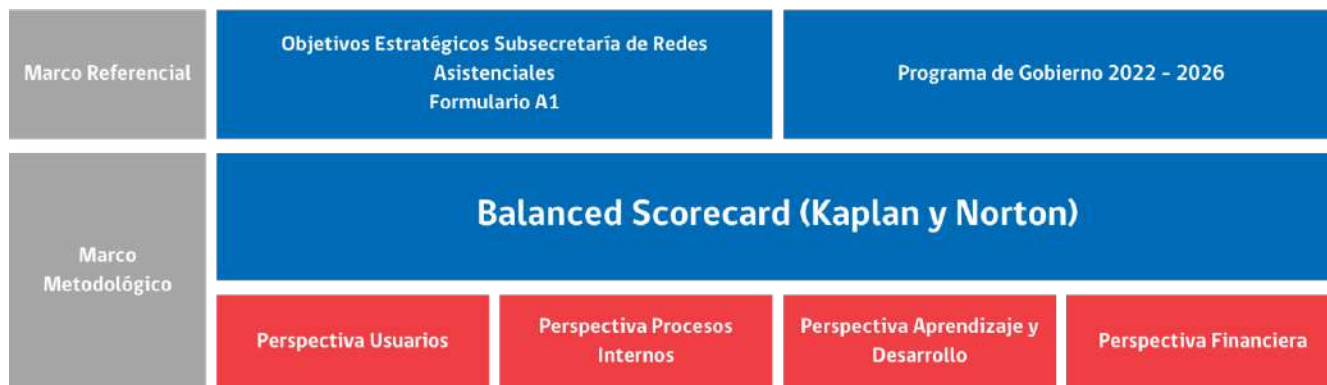 Marco Referencial
Objetivos Estratégicos Subsecretaría de Redes
Asistenciales
Formulario A1
Programa de Gobierno 2022 - 2026
Marco
Metodológico
Balanced Scorecard (Kaplan y Norton)
Perspectiva Usuarios
Perspectiva Procesos
Internos
Perspectiva Aprendizaje y
Desarrollo
Perspectiva Financiera